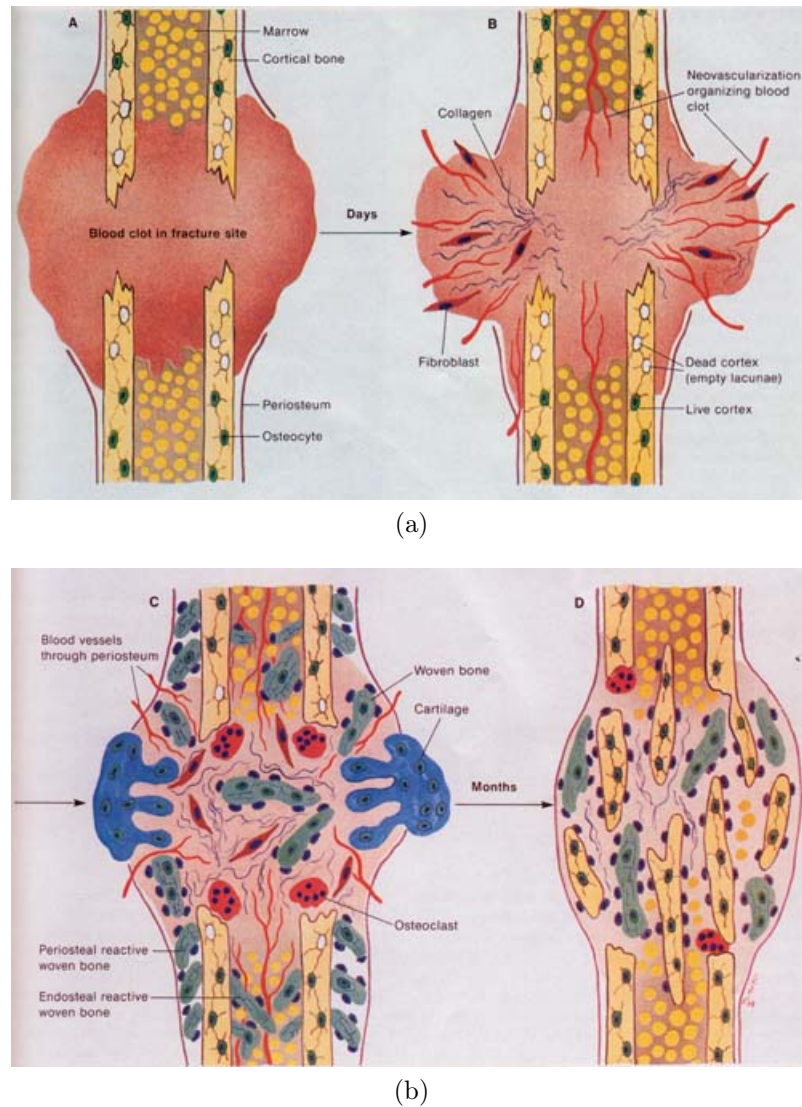 A
Marrow
Cortical bone
Blood clot in fracture site
Periosteum
Osteocyte
Days
B
Neovascularization
organizing blood
clot
Collagen
Fibroblast
Dead cortex
(empty lacunae)
Live cortex
(a)
C
Blood vessels
through periosteum
Woven bone
Cartilage
Osteoclast
Periosteal reactive
woven bone
Endosteal reactive
woven bone
Months
D
(b)